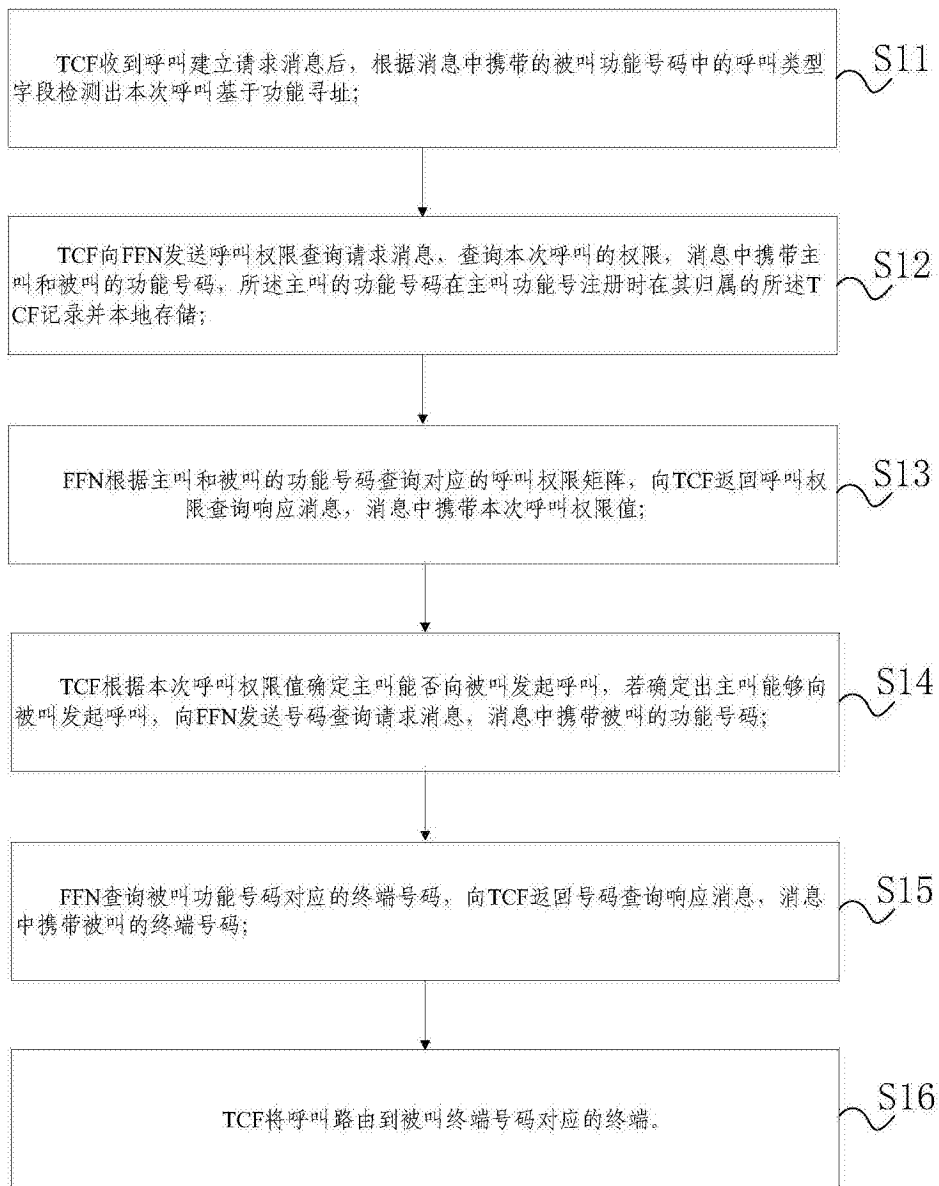 TCF收到呼叫建立请求消息后，根据消息中携带的被叫功能号码中的呼叫类型
字段检测出本次呼叫基于功能寻址；
S11
TCF向FFN发送呼叫权限查询请求消息，查询本次呼叫的权限，消息中携带主
叫和被叫的功能号码，所述主叫的功能号码在主叫功能号注册时在其归属的所述T
CF记录并本地存储；
S12
FFN根据主叫和被叫的功能号码查询对应的呼叫权限矩阵，向TCF返回呼叫权
限查询响应消息，消息中携带本次呼叫权限值；
S13
TCF根据本次呼叫权限值确定主叫能否向被叫发起呼叫，若确定出主叫能够向
被叫发起呼叫，向FFN发送号码查询请求消息，消息中携带被叫的功能号码；
S14
FFN查询被叫功能号码对应的终端号码，向TCF返回号码查询响应消息，消息
中携带被叫的终端号码；
S15
TCF将呼叫路由到被叫终端号码对应的终端。
S16